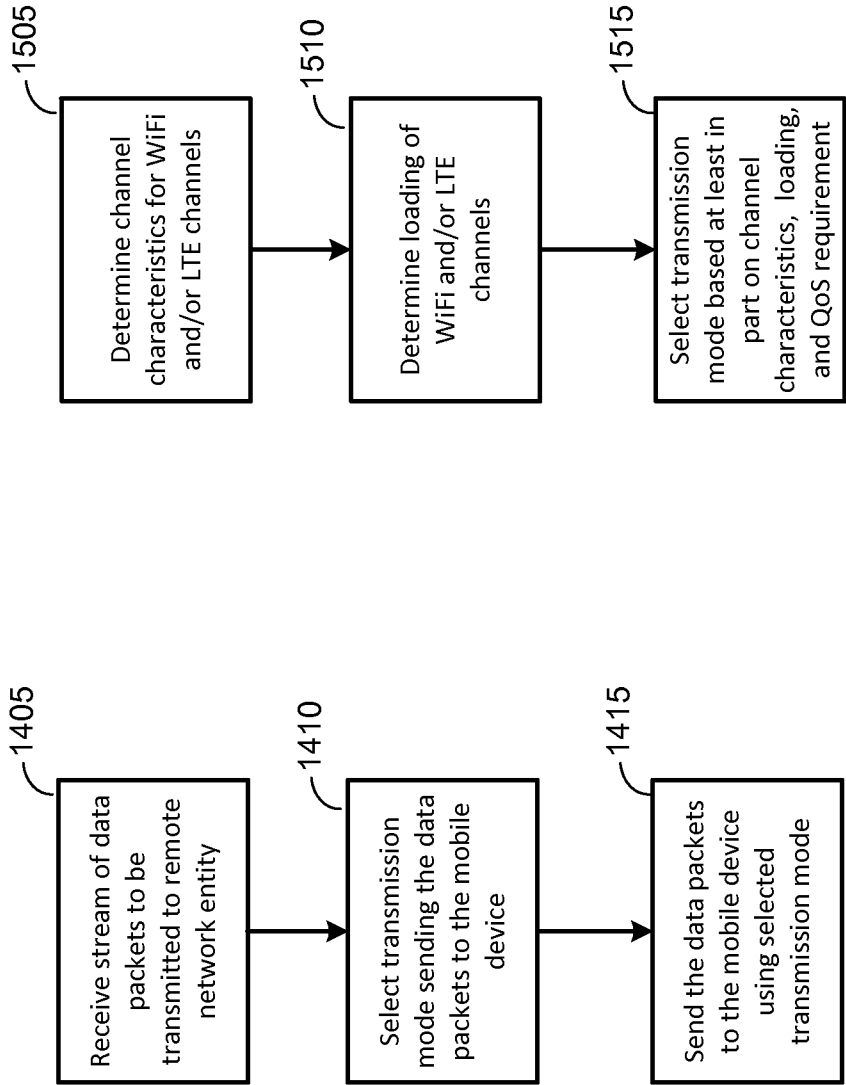 1405
Receive stream of data
packets to be
transmitted to remote
network entity
1410
Select transmission
mode sending the data
packets to the mobile
device
1415
Send the data packets
to the mobile device
using selected
transmission mode
1505
Determine channel
characteristics for WiFi
and/or LTE channels
1510
Determine loading of
WiFi and/or LTE
channels
1515
Select transmission
mode based at least in
part on channel
characteristics, loading,
and QoS requirement